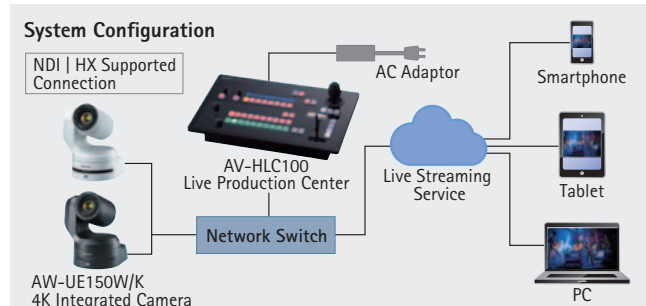 System Configuration
NDI | HX Supported
Connection
AC Adaptor
Smartphone
AV-HLC100
Live Production Center
Live Streaming
Service
Tablet
Network Switch
AW-UE150W/K
4K Integrated Camera
PC